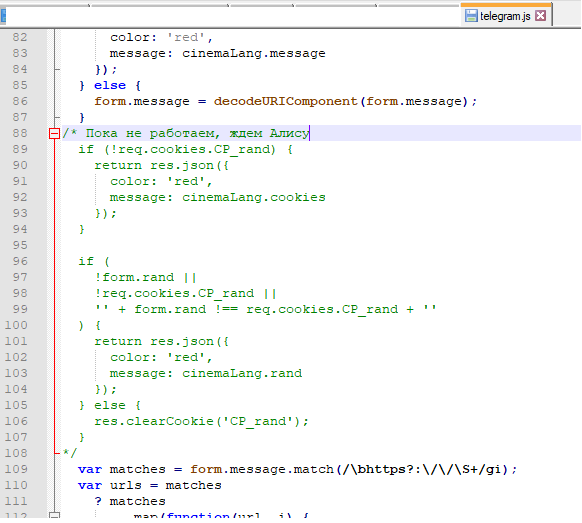 telegram.js
82 color: 'red',
83 message: cinemaLang.message
84 });
85 } else {
86 form.message = decodeURIComponent(form.message);
87 }
88 /* Пока не работаем, ждем Алису
89 if (!req.cookies.CP_rand) {
90 return res.json({
91 color: 'red',
92 message: cinemaLang.cookies
93 });
94 }
95
96 if (
97 !form.rand ||
98 !req.cookies.CP_rand ||
99 '' + form.rand !== req.cookies.CP_rand + ''
100 ) {
101 return res.json({
102 color: 'red',
103 message: cinemaLang.rand
104 });
105 } else {
106 res.clearCookie('CP_rand');
107 }
108 */
109 var matches = form.message.match(/\bhttps?:\/\/\S+/gi);
110 var urls = matches
111 ? matches
112 .map(function(url, i) {